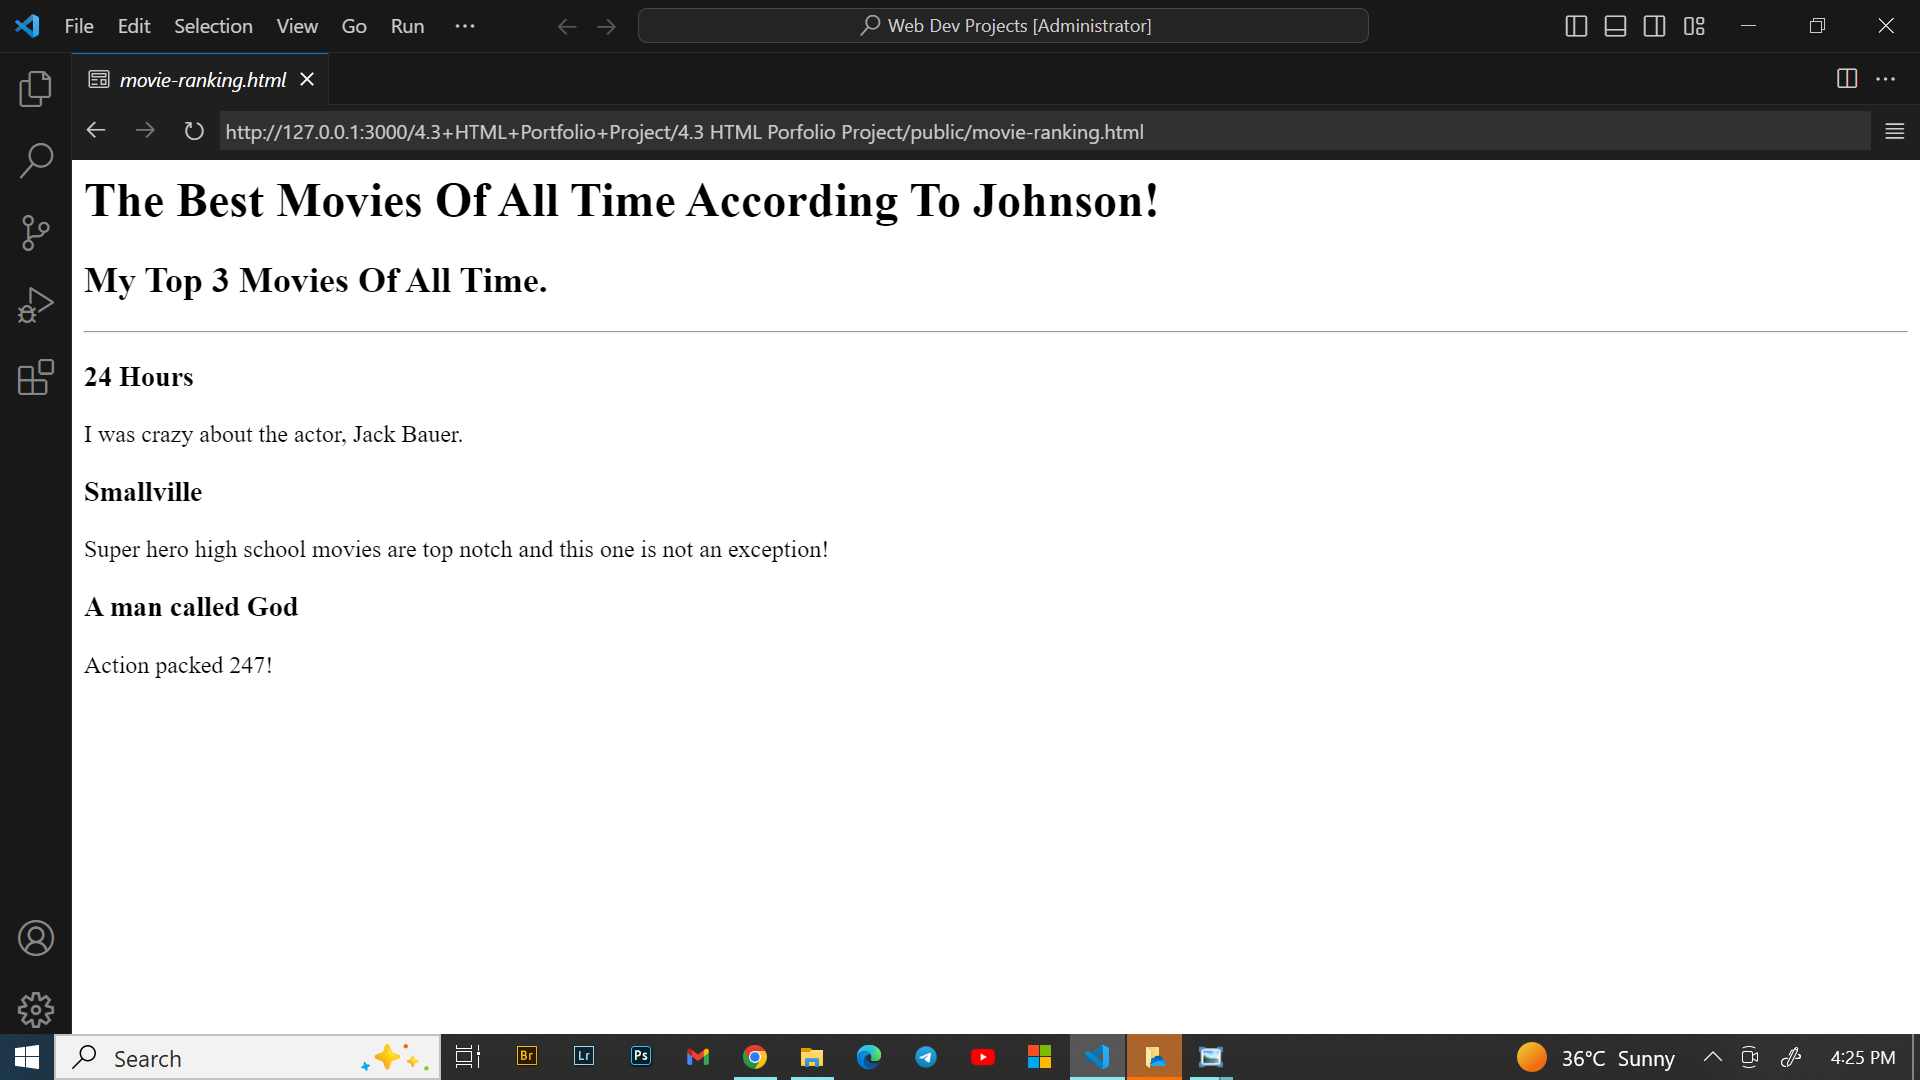 File Edit Selection View Go Run ··· Web Dev Projects [Administrator]
movie-ranking.html
http://127.0.0.1:3000/4.3+HTML+Portfolio+Project/4.3 HTML Porfolio Project/public/movie-ranking.html
The Best Movies Of All Time According To Johnson!
My Top 3 Movies Of All Time.
24 Hours
I was crazy about the actor, Jack Bauer.
Smallville
Super hero high school movies are top notch and this one is not an exception!
A man called God
Action packed 247!
Search Br Lr Ps 36°C Sunny 4:25 PM